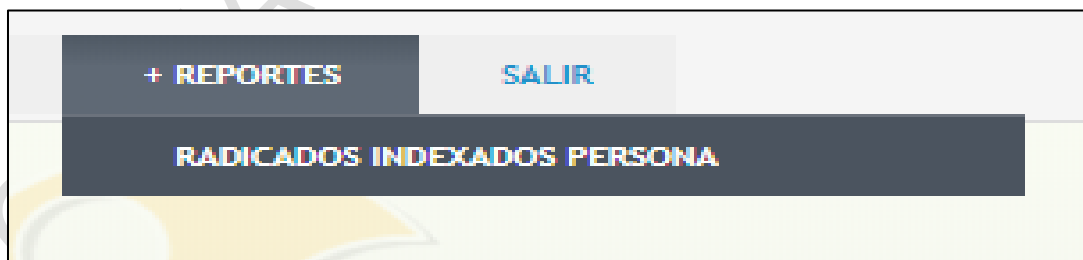 + REPORTES SALIR
RADICADOS INDEXADOS PERSONA